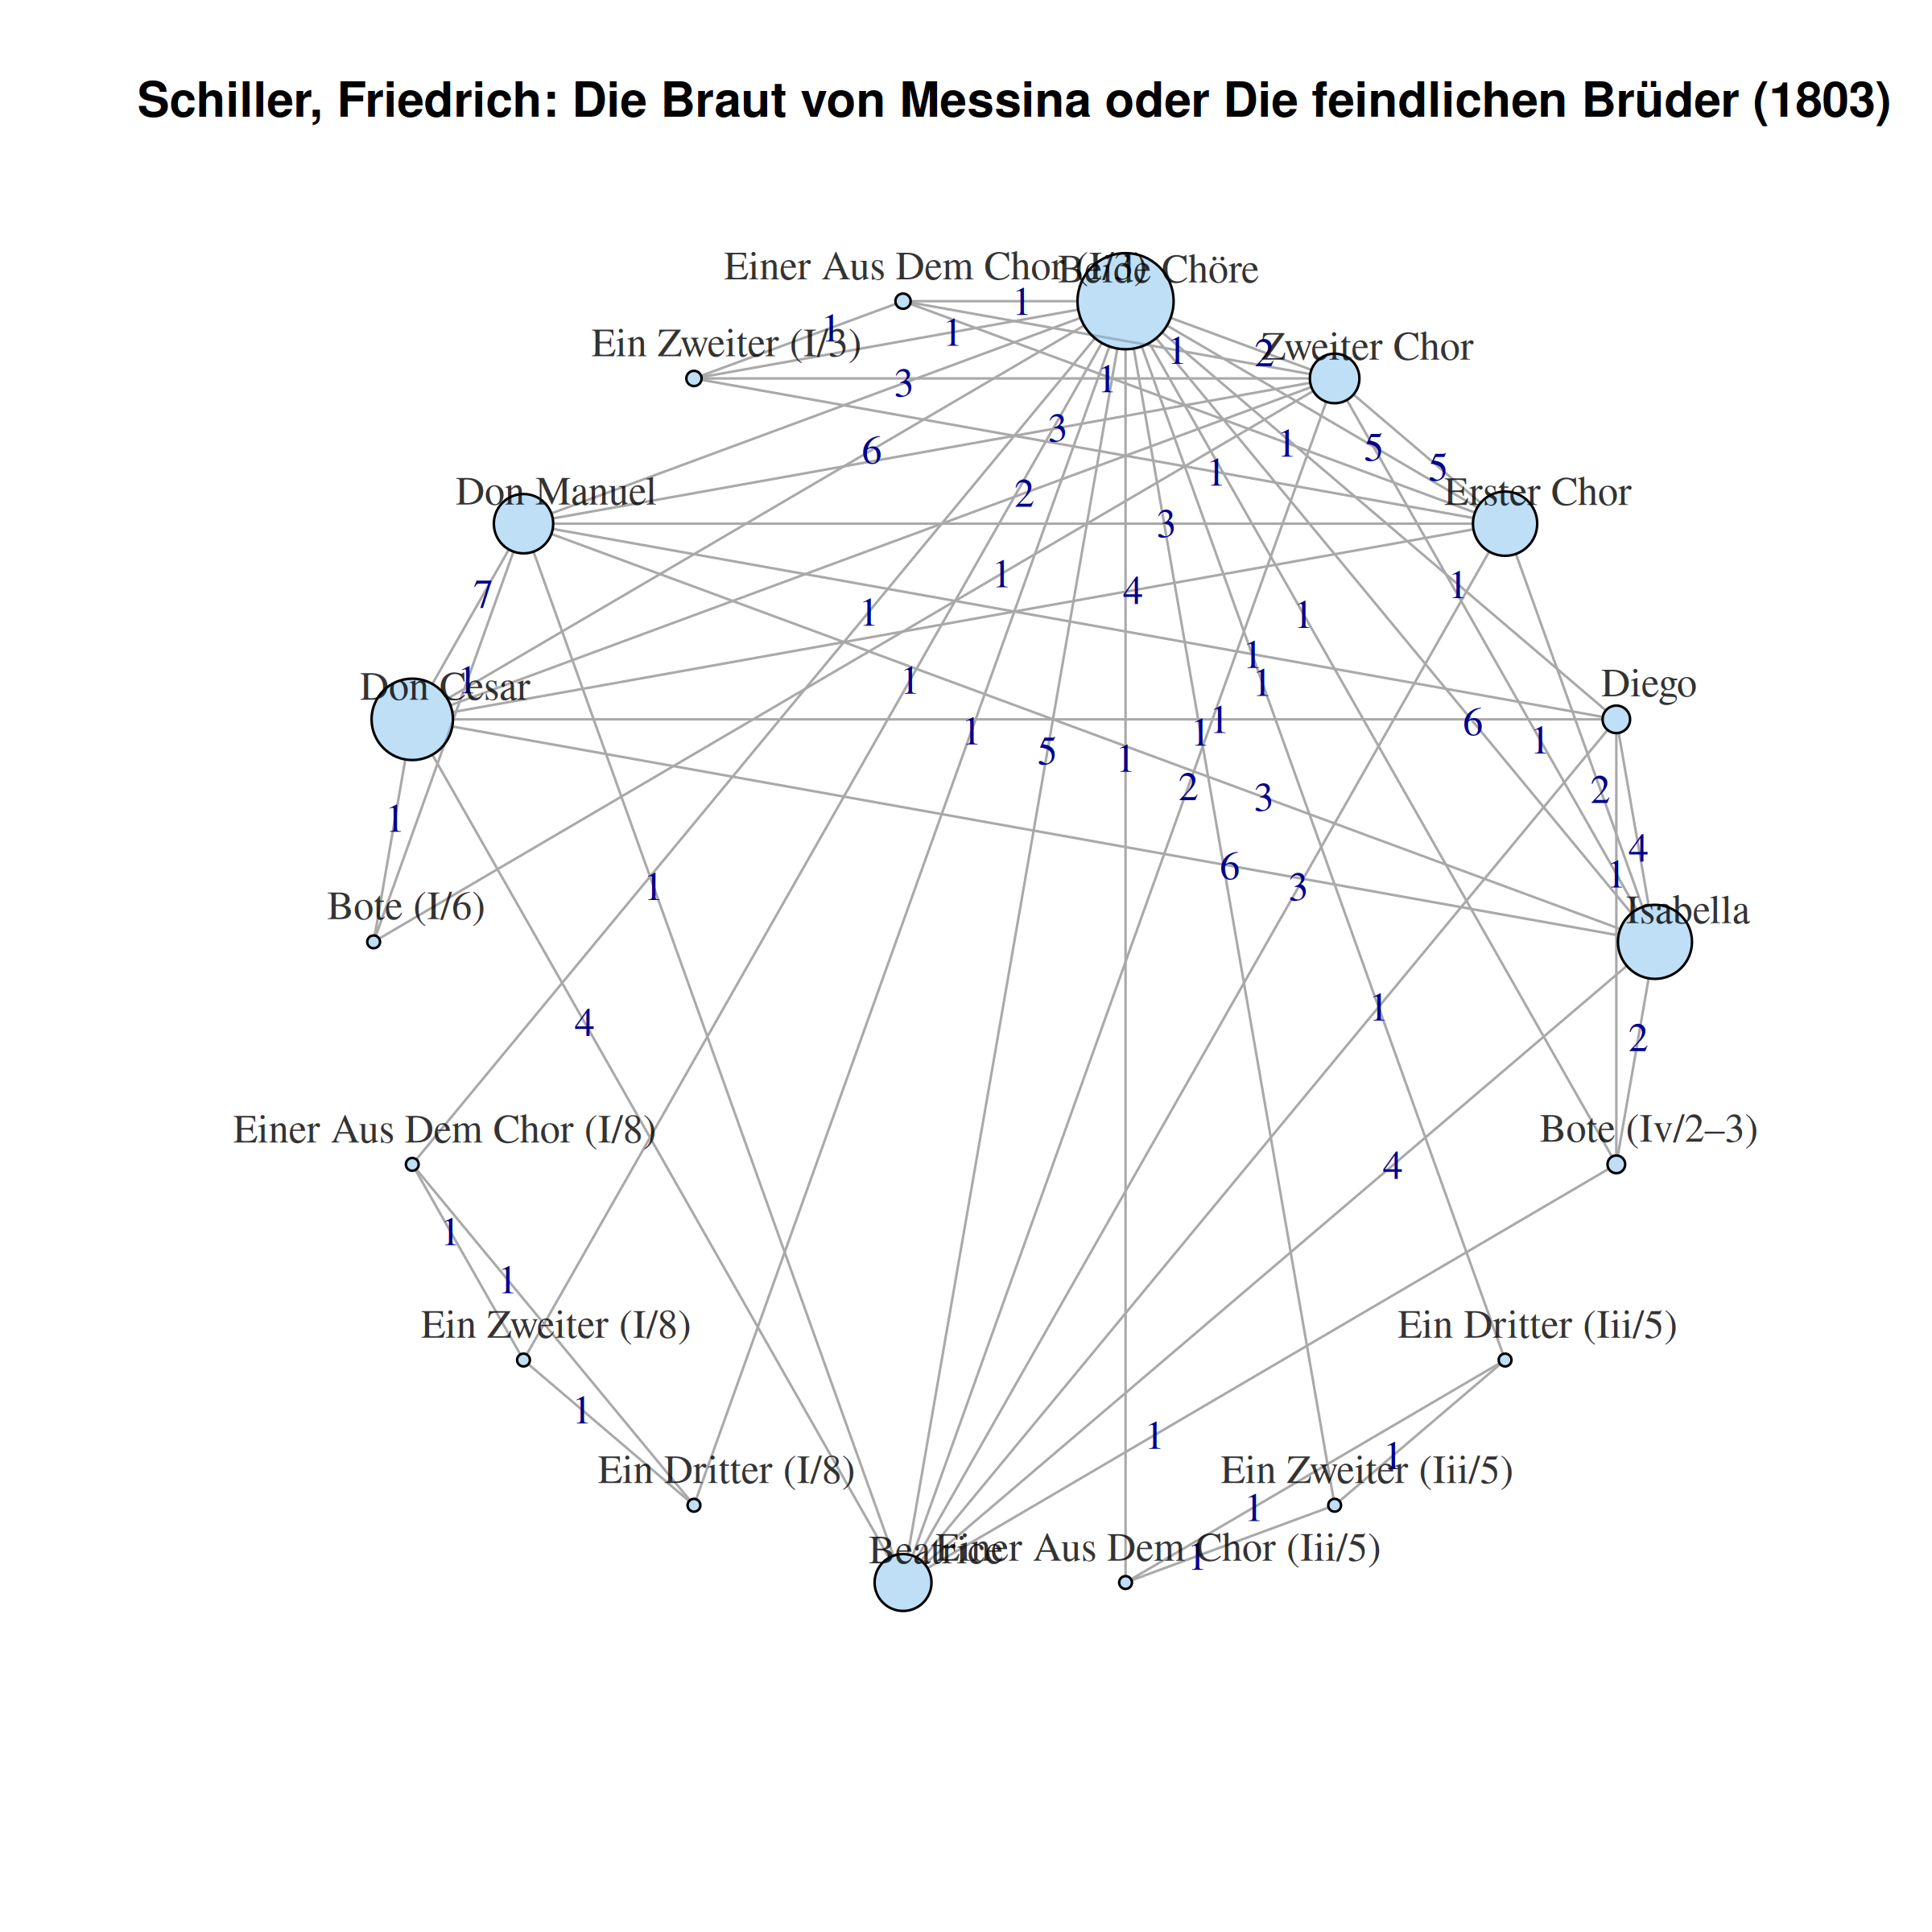 Schiller, Friedrich: Die Braut von Messina oder Die feindlichen Brüder (1803)
Einer Aus Dem Chor (I/3)
Beide Chöre
1
1
Ein Zweiter (I/3)
1
1
2
Zweiter Chor
3
1
3
6
1
5
5
1
2
Don Manuel
Erster Chor
3
1
4
7
1
1
1
1
1
Don Cesar
1
1
Diego
1
1
1
6
1
5
1
2
3
2
1
4
6
1
3
1
Bote (I/6)
Isabella
1
4
2
Einer Aus Dem Chor (I/8)
Bote (Iv/2–3)
4
1
1
Ein Zweiter (I/8)
Ein Dritter (Iii/5)
1
1
1
Ein Dritter (I/8)
Ein Zweiter (Iii/5)
1
Beatrice
Einer Aus Dem Chor (Iii/5)
1